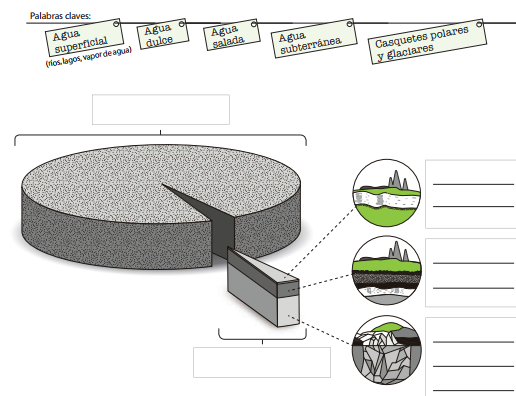 Palabras claves:
Agua
superficial
(ríos, lagos, vapor de agua)
Agua
dulce
Agua
salada
Agua
subterránea
Casquetes polares
y glaciares